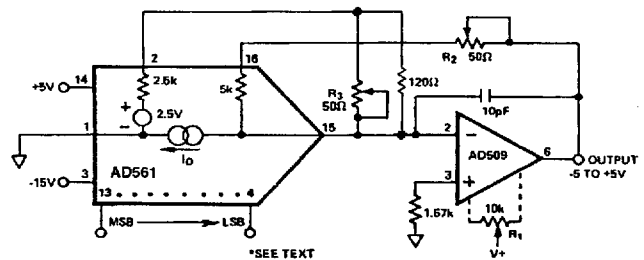 2
16
R2
50Ω
+5V
14
2.5k
5k
R3
50Ω
120Ω
+
2.5V
−
10pF
1
IO
15
2
−
AD509
6
OUTPUT
-5 TO +5V
AD561
-15V
3
3
+
13
4
1.67k
10k
R1
MSB
LSB
V+
*SEE TEXT